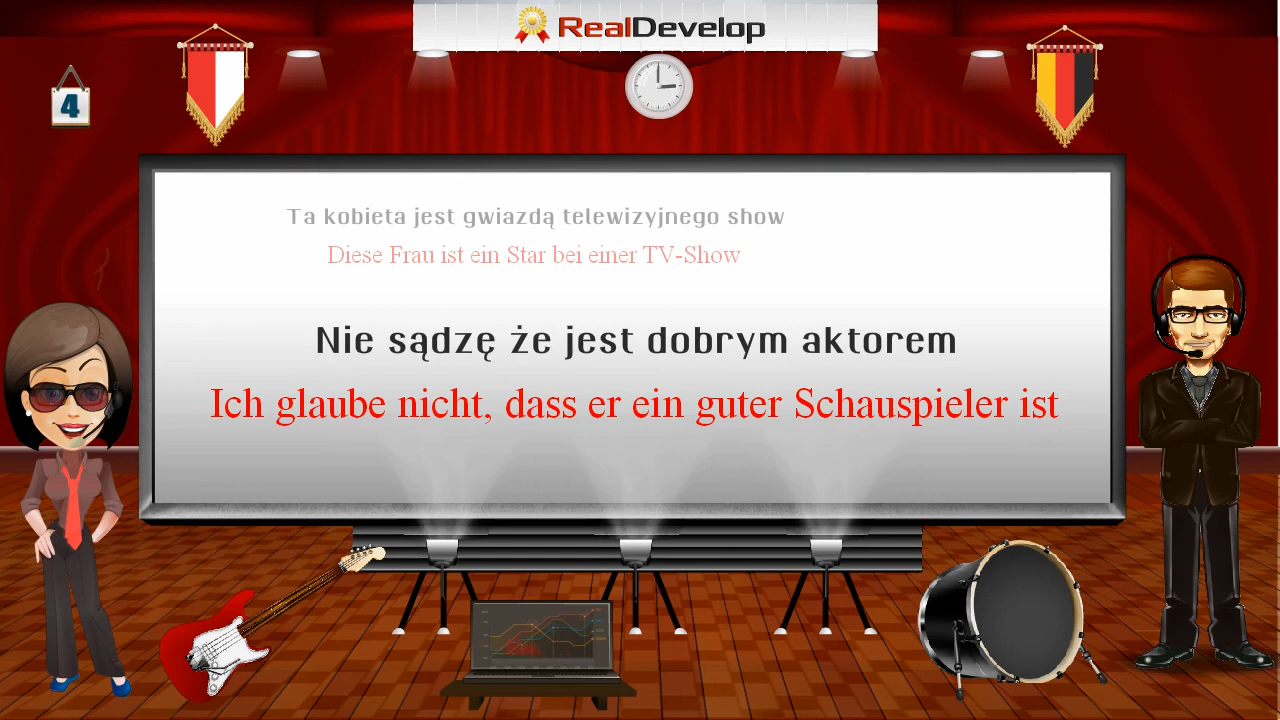 RealDevelop
4
Ta kobieta jest gwiazdą telewizyjnego show
Diese Frau ist ein Star bei einer TV-Show
Nie sądzę że jest dobrym aktorem
Ich glaube nicht, dass er ein guter Schauspieler ist